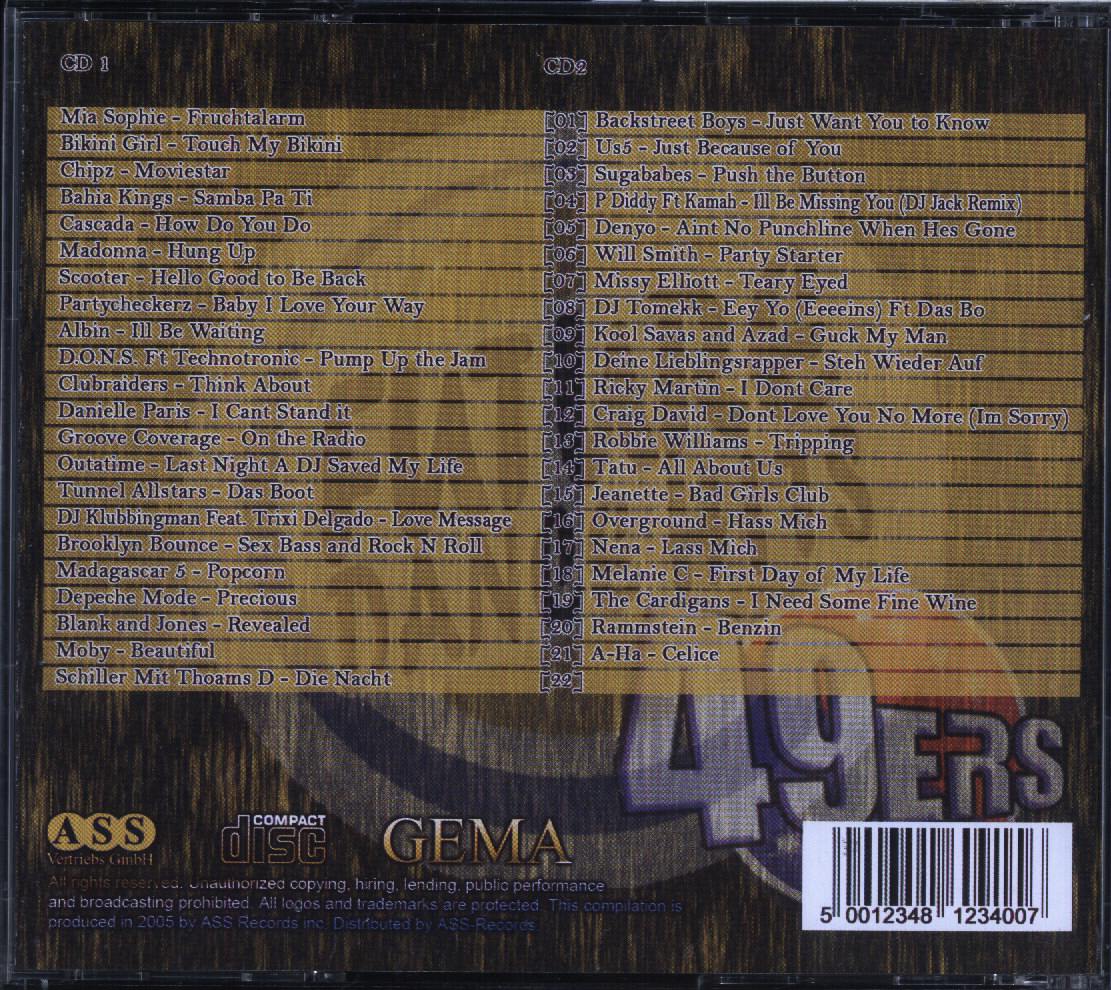 CD 1
Mia Sophie - Fruchtalarm
Bikini Girl - Touch My Bikini
Chipz - Moviestar
Bahia Kings - Samba Pa Ti
Cascada - How Do You Do
Madonna - Hung Up
Scooter - Hello Good to Be Back
Partycheckerz - Baby I Love Your Way
Albin - Ill Be Waiting
D.O.N.S. Ft Technotronic - Pump Up the Jam
Clubraiders - Think About
Danielle Paris - I Cant Stand it
Groove Coverage - On the Radio
Outatime - Last Night A DJ Saved My Life
Tunnel Allstars - Das Boot
DJ Klubbingman Feat. Trixi Delgado - Love Message
Brooklyn Bounce - Sex Bass and Rock N Roll
Madagascar 5 - Popcorn
Depeche Mode - Precious
Blank and Jones - Revealed
Moby - Beautiful
Schiller Mit Thoams D - Die Nacht
CD2
[01] Backstreet Boys - Just Want You to Know
[02] Us5 - Just Because of You
[03] Sugababes - Push the Button
[04] P Diddy Ft Kamah - Ill Be Missing You (DJ Jack Remix)
[05] Denyo - Aint No Punchline When Hes Gone
[06] Will Smith - Party Starter
[07] Missy Elliott - Teary Eyed
[08] DJ Tomekk - Eey Yo (Eeeeins) Ft Das Bo
[09] Kool Savas and Azad - Guck My Man
[10] Deine Lieblingsrapper - Steh Wieder Auf
[11] Ricky Martin - I Dont Care
[12] Craig David - Dont Love You No More (Im Sorry)
[13] Robbie Williams - Tripping
[14] Tatu - All About Us
[15] Jeanette - Bad Girls Club
[16] Overground - Hass Mich
[17] Nena - Lass Mich
[18] Melanie C - First Day of My Life
[19] The Cardigans - I Need Some Fine Wine
[20] Rammstein - Benzin
[21] A-Ha - Celice
[22]
49ERS
ASS
Vertriebs GmbH
COMPACT
disc
GEMA
All rights reserved. Unauthorized copying, hiring, lending, public performance
and broadcasting prohibited. All logos and trademarks are protected. This compilation is
produced in 2005 by ASS Records inc. Distributed by ASS-Records
5 0012348 1234007